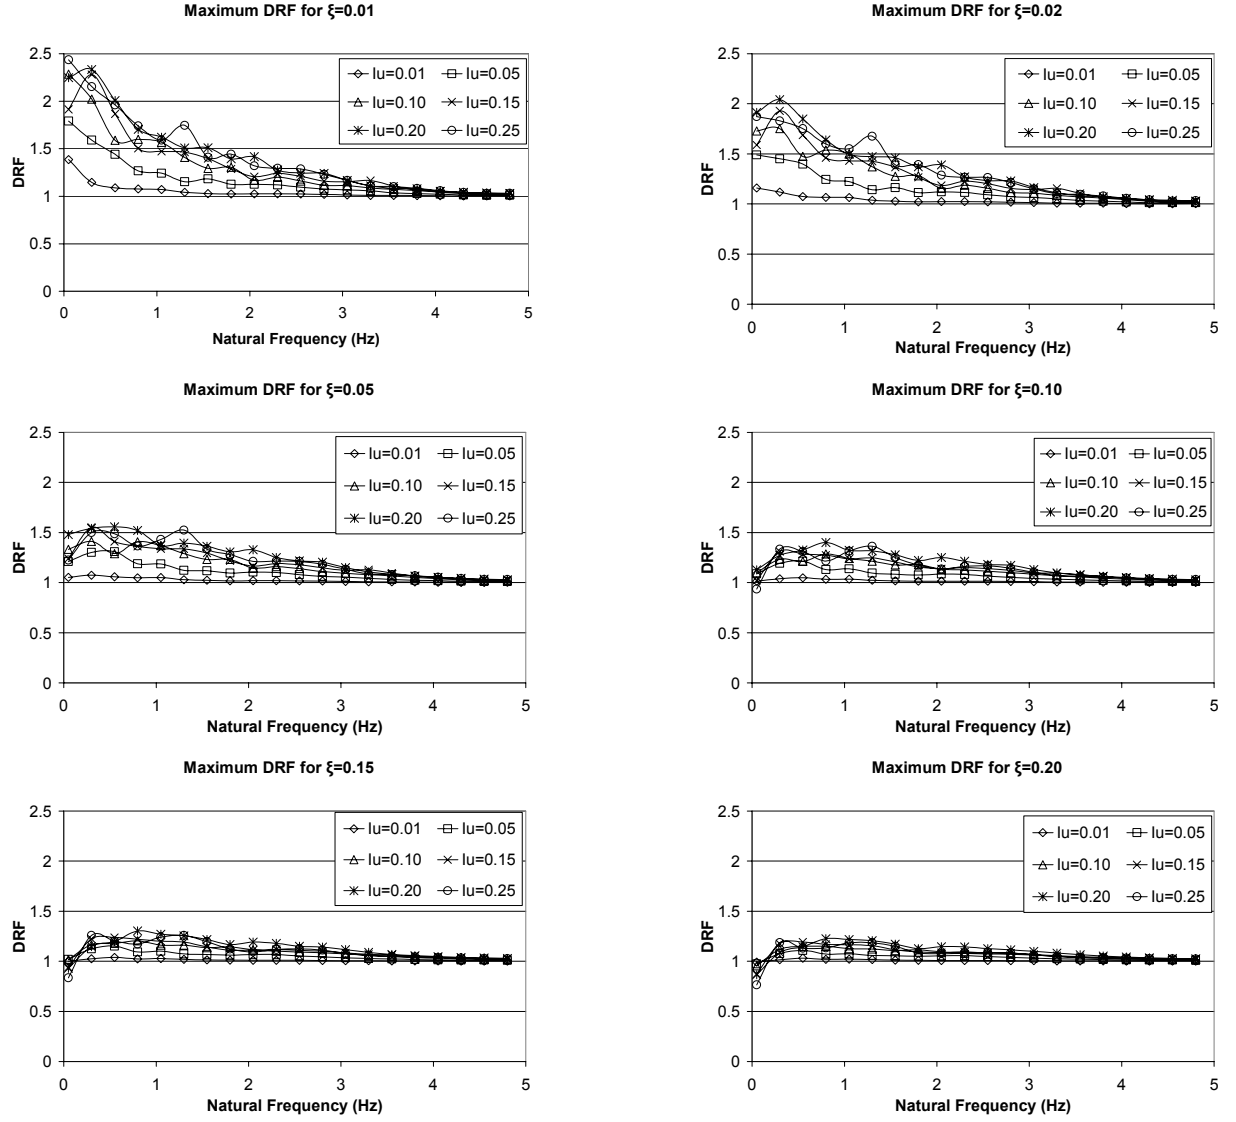 Maximum DRF for ξ=0.01
2.5
2
1.5
1
0.5
0
DRF
0 1 2 3 4 5
Natural Frequency (Hz)
Iu=0.01 Iu=0.05
Iu=0.10 Iu=0.15
Iu=0.20 Iu=0.25
Maximum DRF for ξ=0.02
2.5
2
1.5
1
0.5
0
DRF
0 1 2 3 4 5
Natural Frequency (Hz)
Iu=0.01 Iu=0.05
Iu=0.10 Iu=0.15
Iu=0.20 Iu=0.25
Maximum DRF for ξ=0.05
2.5
2
1.5
1
0.5
0
DRF
0 1 2 3 4 5
Natural Frequency (Hz)
Iu=0.01 Iu=0.05
Iu=0.10 Iu=0.15
Iu=0.20 Iu=0.25
Maximum DRF for ξ=0.10
2.5
2
1.5
1
0.5
0
DRF
0 1 2 3 4 5
Natural Frequency (Hz)
Iu=0.01 Iu=0.05
Iu=0.10 Iu=0.15
Iu=0.20 Iu=0.25
Maximum DRF for ξ=0.15
2.5
2
1.5
1
0.5
0
DRF
0 1 2 3 4 5
Natural Frequency (Hz)
Iu=0.01 Iu=0.05
Iu=0.10 Iu=0.15
Iu=0.20 Iu=0.25
Maximum DRF for ξ=0.20
2.5
2
1.5
1
0.5
0
DRF
0 1 2 3 4 5
Natural Frequency (Hz)
Iu=0.01 Iu=0.05
Iu=0.10 Iu=0.15
Iu=0.20 Iu=0.25